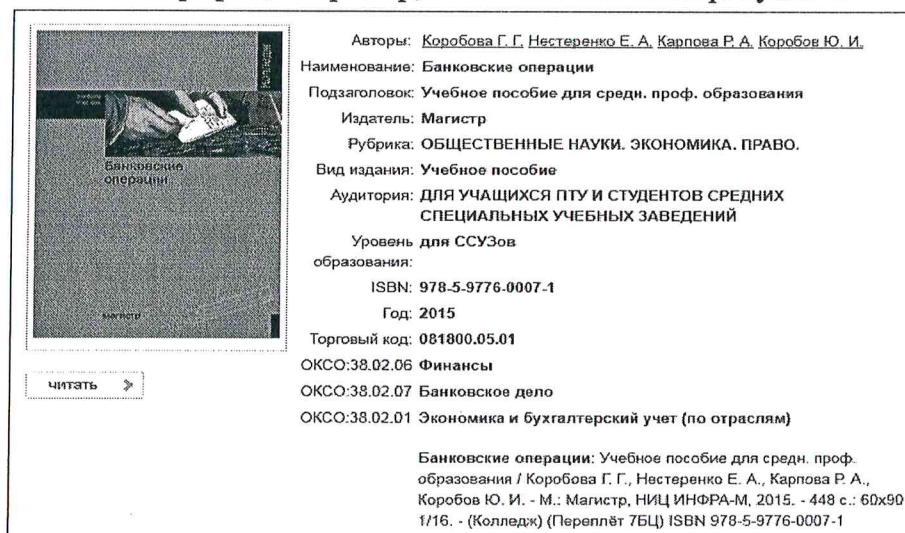 Авторы: Коробова Г. Г, Нестеренко Е. А, Карпова Р. А, Коробов Ю. И,
Наименование: Банковские операции
Подзаголовок: Учебное пособие для средн. проф. образования
Издатель: Магистр
Рубрика: ОБЩЕСТВЕННЫЕ НАУКИ. ЭКОНОМИКА. ПРАВО.
Вид издания: Учебное пособие
Аудитория: ДЛЯ УЧАЩИХСЯ ПТУ И СТУДЕНТОВ СРЕДНИХ
СПЕЦИАЛЬНЫХ УЧЕБНЫХ ЗАВЕДЕНИЙ
Уровень для ССУЗов
образования:
ISBN: 978-5-9776-0007-1
Год: 2015
Торговый код: 081800.05.01
ОКСО:38.02.06 Финансы
ОКСО:38.02.07 Банковское дело
ОКСО:38.02.01 Экономика и бухгалтерский учет (по отраслям)
Банковские операции: Учебное пособие для средн. проф.
образования / Коробова Г. Г., Нестеренко Е. А., Карпова Р. А.,
Коробов Ю. И. - М.: Магистр, НИЦ ИНФРА-М, 2015. - 448 с.: 60x90
1/16. - (Колледж) (Переплёт 7БЦ) ISBN 978-5-9776-0007-1
Банковские
операции
магистр
читать